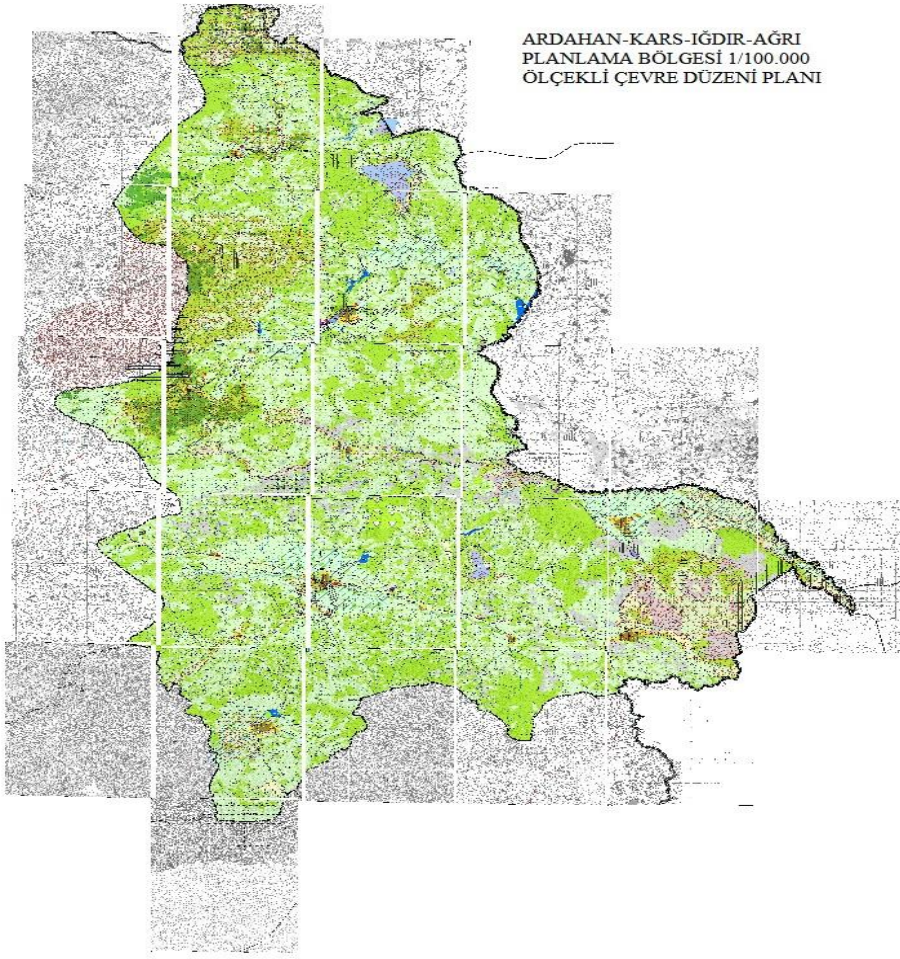 ARDAHAN-KARS-IĞDIR-AĞRI
PLANLAMA BÖLGESİ 1/100.000
ÖLÇEKLİ ÇEVRE DÜZENİ PLANI